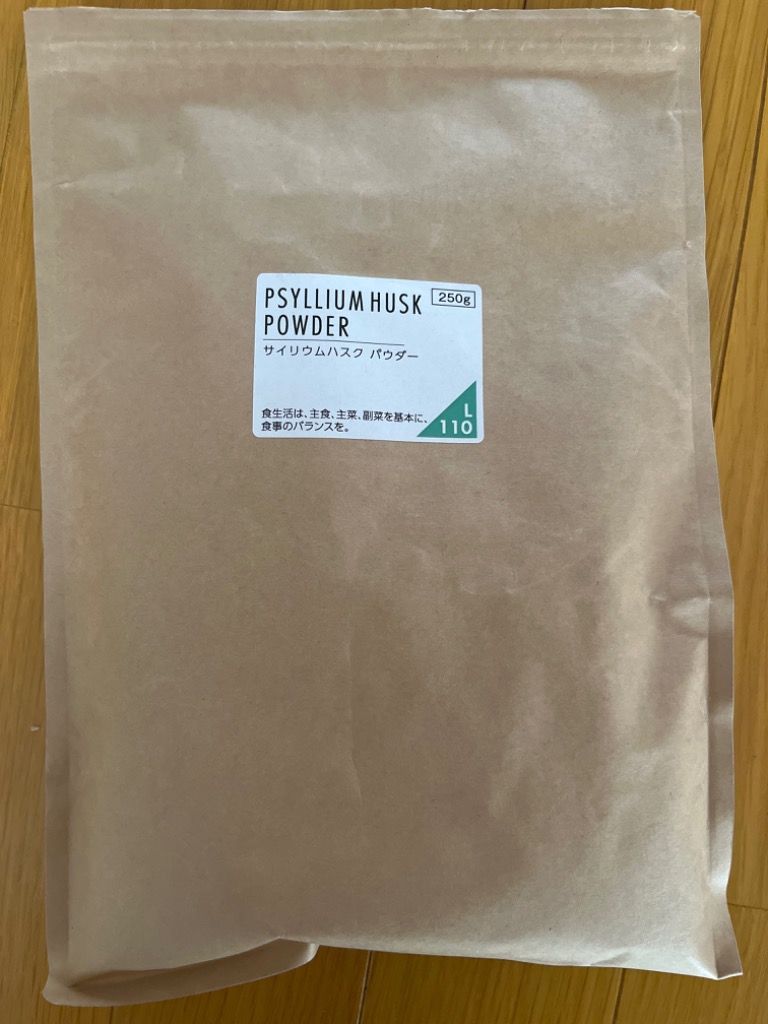 PSYLLIUM HUSK 250g
POWDER
サイリウムハスク パウダー
食生活は、主食、主菜、副菜を基本に、
食事のバランスを。
L
110